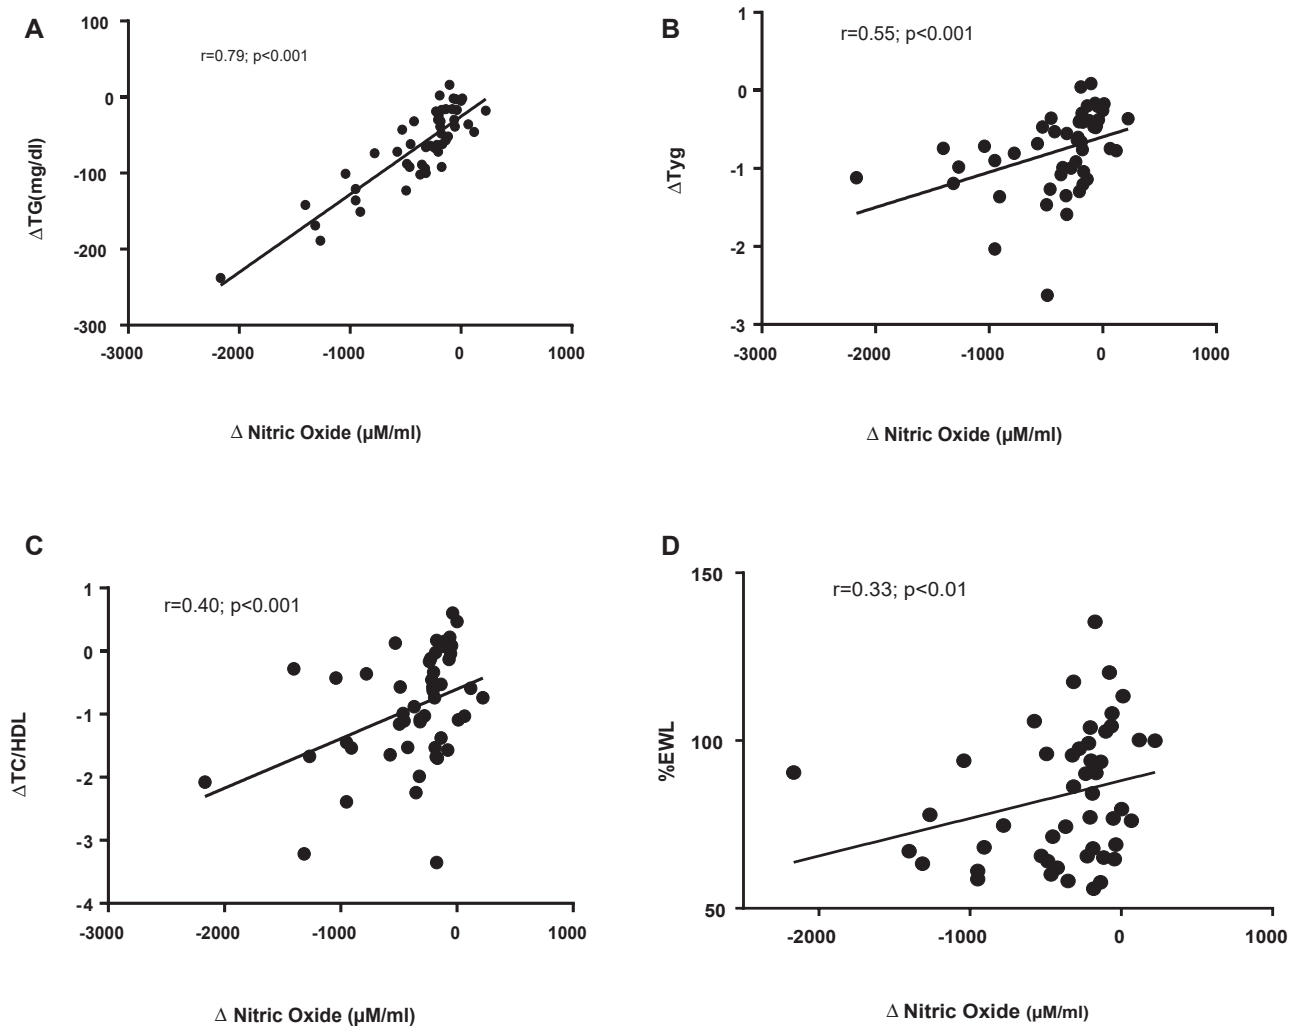 A
r=0.79; p<0.001
100
0
-100
-200
-300
-3000 -2000 -1000 0 1000
ΔTG(mg/dl)
Δ Nitric Oxide (µM/ml)
B
r=0.55; p<0.001
1
0
-1
-2
-3
-3000 -2000 -1000 0 1000
ΔTyg
Δ Nitric Oxide (µM/ml)
C
r=0.40; p<0.001
1
0
-1
-2
-3
-4
-3000 -2000 -1000 0 1000
ΔTC/HDL
Δ Nitric Oxide (µM/ml)
D
r=0.33; p<0.01
150
100
50
-2000 -1000 0 1000
%EWL
Δ Nitric Oxide (µM/ml)